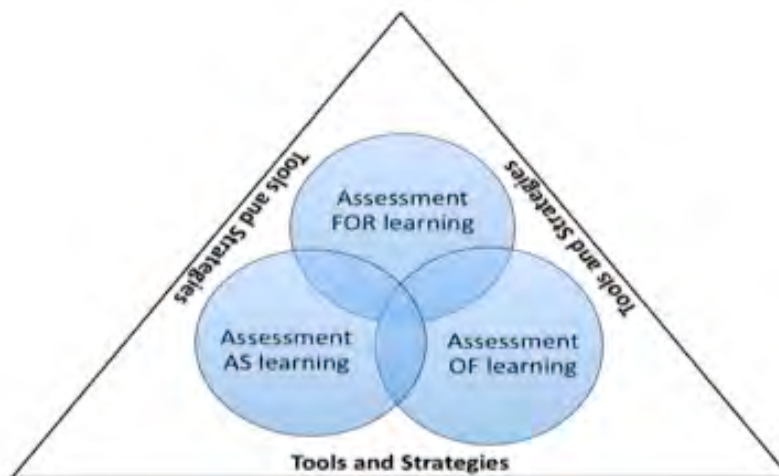 Tools and Strategies
Tools and Strategies
Assessment
FOR learning
Assessment
AS learning
Assessment
OF learning
Tools and Strategies